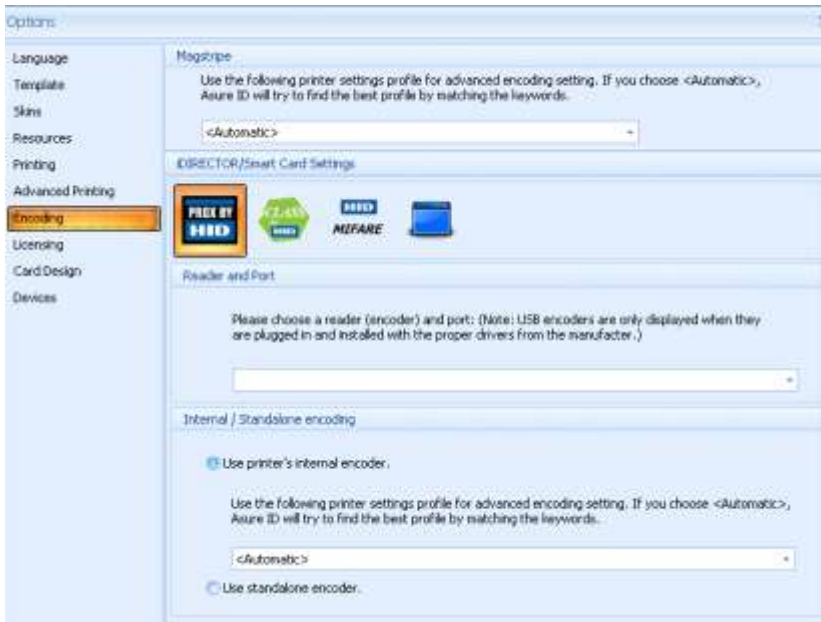 Options
Language
Template
Skins
Resources
Printing
Advanced Printing
Encoding
Licensing
Card Design
Devices
Magstripe
Use the following printer settings profile for advanced encoding setting. If you choose <Automatic>,
Asure ID will try to find the best profile by matching the keywords.
<Automatic>
iDIRECTOR/Smart Card Settings
PROX BY
HID
iCLASS
HID
HID
MIFARE
Reader and Port
Please choose a reader (encoder) and port: (Note: USB encoders are only displayed when they
are plugged in and installed with the proper drivers from the manufacter.)
Internal / Standalone encoding
Use printer's internal encoder.
Use the following printer settings profile for advanced encoding setting. If you choose <Automatic>,
Asure ID will try to find the best profile by matching the keywords.
<Automatic>
Use standalone encoder.